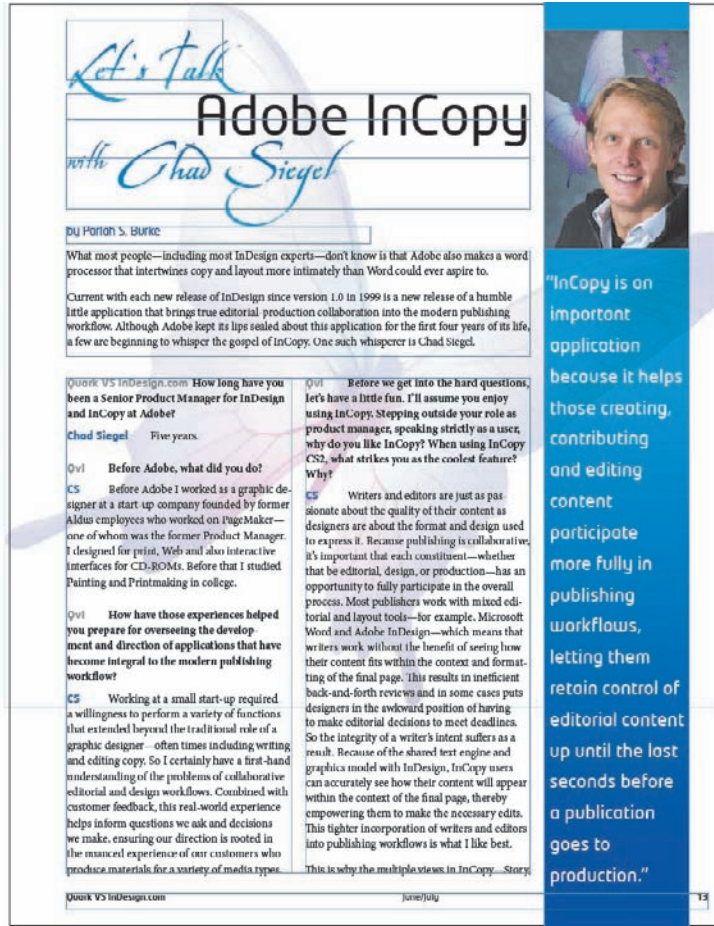 Let's Talk
Adobe InCopy
with Chad Siegel
by Pariah S. Burke
What most people—including most InDesign experts—don't know is that Adobe also makes a word
processor that intertwines copy and layout more intimately than Word could ever aspire to.
Current with each new release of InDesign since version 1.0 in 1999 is a new release of a humble
little application that brings true editorial-production collaboration into the modern publishing
workflow. Although Adobe kept its lips sealed about this application for the first four years of its life,
a few are beginning to whisper the gospel of InCopy. One such whisperer is Chad Siegel.
Quark VS InDesign.com How long have you
been a Senior Product Manager for InDesign
and InCopy at Adobe?
Chad Siegel Five years.
QvI Before Adobe, what did you do?
CS Before Adobe I worked as a graphic de-
signer at a start up company founded by former
Aldus employees who worked on PageMaker—
one of whom was the former Product Manager.
I designed for print, Web and also interactive
interfaces for CD-ROMs. Before that I studied
Painting and Printmaking in college.
QvI How have those experiences helped
you prepare for overseeing the develop-
ment and direction of applications that have
become integral to the modern publishing
workflow?
CS Working at a small start-up required
a willingness to perform a variety of functions
that extended beyond the traditional role of a
graphic designer—often times including writing
and editing copy. So I certainly have a first-hand
understanding of the problems of collaborative
editorial and design workflows. Combined with
customer feedback, this real-world experience
helps inform questions we ask and decisions
we make, ensuring our direction is rooted in
the nuanced experience of our customers who
produce materials for a variety of media types.
QvI Before we get into the hard questions,
let's have a little fun. I'll assume you enjoy
using InCopy. Stepping outside your role as
product manager, speaking strictly as a user,
why do you like InCopy? When using InCopy
CS2, what strikes you as the coolest feature?
Why?
CS Writers and editors are just as pas-
sionate about the quality of their content as
designers are about the format and design used
to express it. Because publishing is collaborative,
it's important that each constituent—whether
that be editorial, design, or production—has an
opportunity to fully participate in the overall
process. Most publishers work with mixed edi-
torial and layout tools—for example, Microsoft
Word and Adobe InDesign—which means that
writers work without the benefit of seeing how
their content fits within the context and format-
ting of the final page. This results in inefficient
back-and-forth reviews and in some cases puts
designers in the awkward position of having
to make editorial decisions to meet deadlines.
So the integrity of a writer's intent suffers as a
result. Because of the shared text engine and
graphics model with InDesign, InCopy users
can accurately see how their content will appear
within the context of the final page, thereby
empowering them to make the necessary edits.
This tighter incorporation of writers and editors
into publishing workflows is what I like best.
This is why the multiple views in InCopy—Story,
"InCopy is an
important
application
because it helps
those creating,
contributing
and editing
content
participate
more fully in
publishing
workflows,
letting them
retain control of
editorial content
up until the last
seconds before
a publication
goes to
production."
Quark VS InDesign.com June/July 13